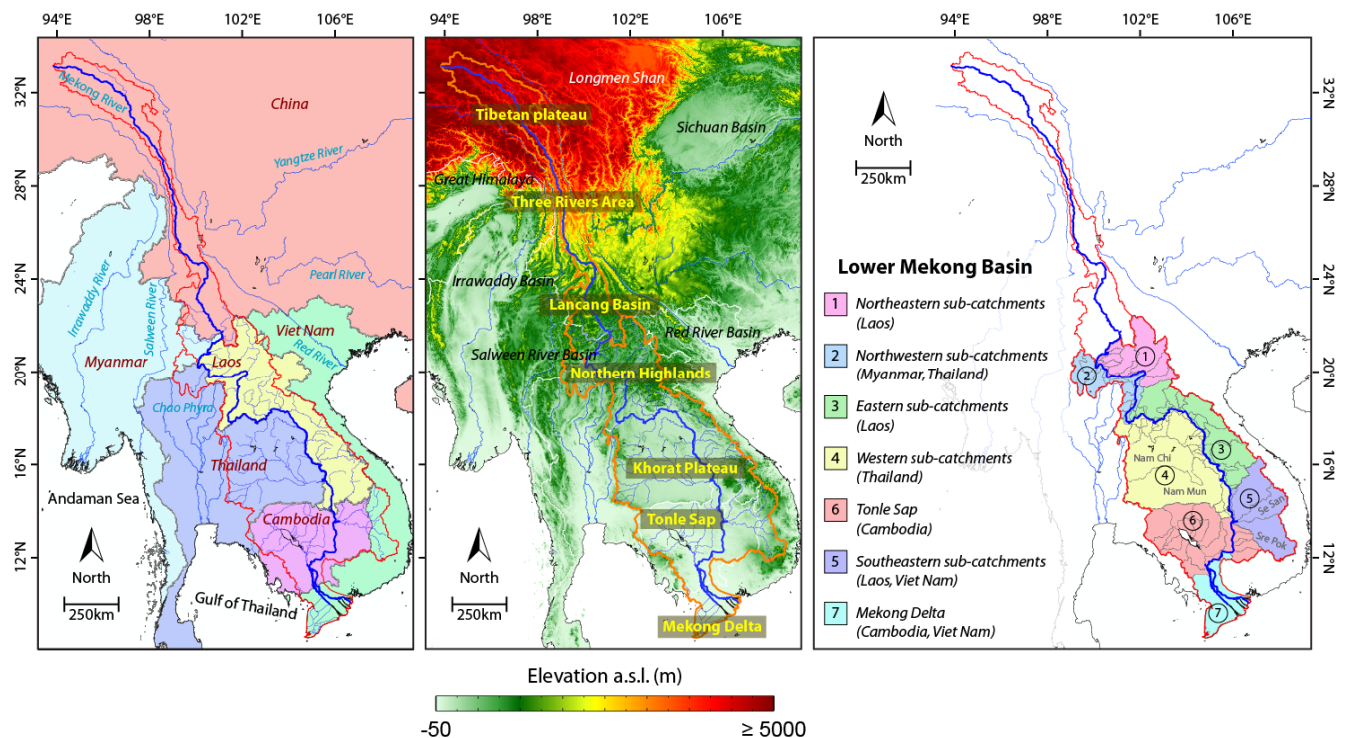 94°E 98°E 102°E 106°E
94°E 98°E 102°E 106°E
94°E 98°E 102°E 106°E
32°N
28°N
24°N
20°N
16°N
12°N
Mekong River
China
Yangtze River
Pearl River
Irrawaddy River
Salween River
Viet Nam
Red River
Myanmar
Laos
Chao Phyra
Thailand
Andaman Sea
Cambodia
North
250km
Gulf of Thailand
Longmen Shan
Tibetan plateau
Sichuan Basin
Great Himalaya
Three Rivers Area
Irrawaddy Basin
Lancang Basin
Red River Basin
Salween River Basin
Northern Highlands
Khorat Plateau
Tonle Sap
North
250km
Mekong Delta
Elevation a.s.l. (m)
-50
≥ 5000
North
250km
Lower Mekong Basin
1 Northeastern sub-catchments
(Laos)
2 Northwestern sub-catchments
(Myanmar, Thailand)
3 Eastern sub-catchments
(Laos)
4 Western sub-catchments
(Thailand)
6 Tonle Sap
(Cambodia)
5 Southeastern sub-catchments
(Laos, Viet Nam)
7 Mekong Delta
(Cambodia, Viet Nam)
1
2
3
Nam Chi
4
Nam Mun
5
Se San
6
Sre Pok
7
32°N
28°N
24°N
20°N
16°N
12°N